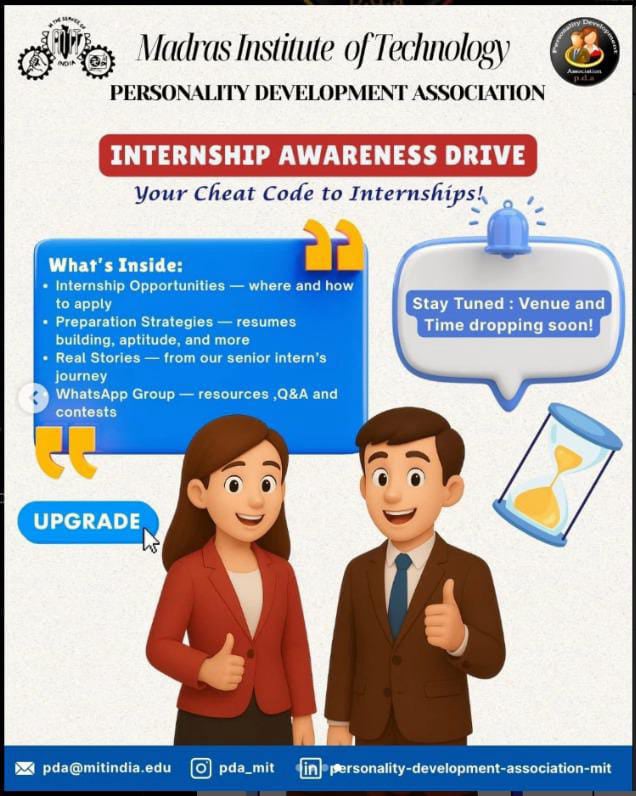 IN THE SERVICE OF
MIT
INDIA
Madras Institute of Technology
Personality Development
Association
p.d.a
PERSONALITY DEVELOPMENT ASSOCIATION
INTERNSHIP AWARENESS DRIVE
Your Cheat Code to Internships!
What's Inside:
• Internship Opportunities — where and how
to apply
• Preparation Strategies — resumes
building, aptitude, and more
• Real Stories — from our senior intern's
journey
• WhatsApp Group — resources ,Q&A and
contests
Stay Tuned : Venue and
Time dropping soon!
UPGRADE
pda@mitindia.edu
pda_mit
in
personality-development-association-mit